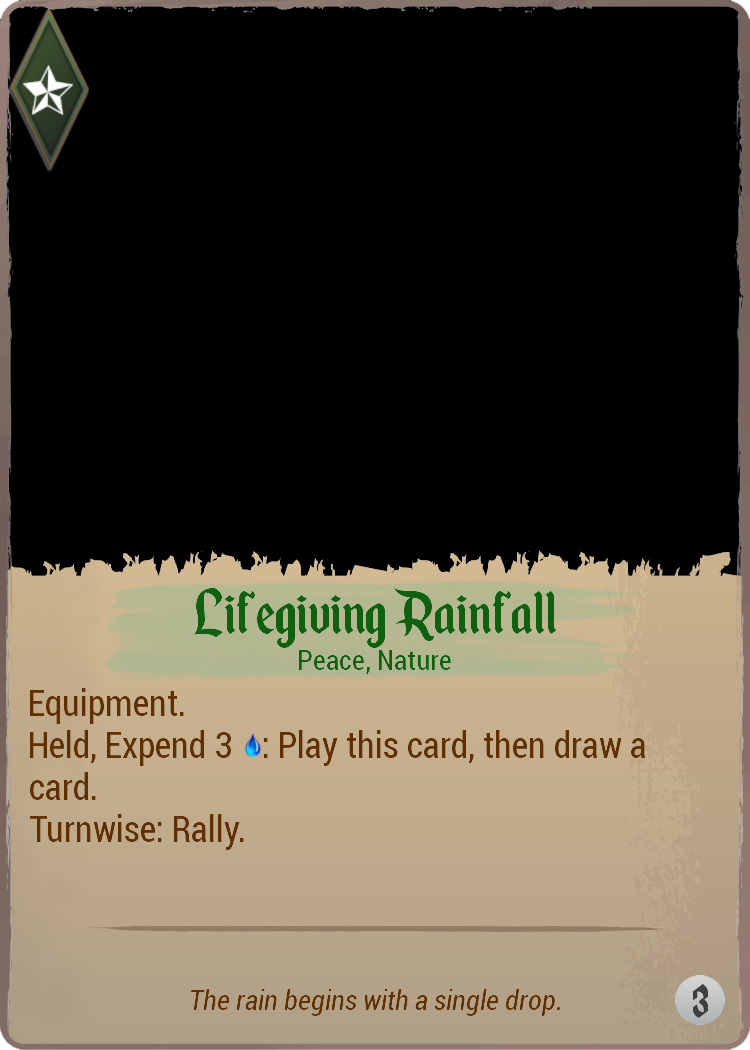 Lifegiving Rainfall
Peace, Nature
Equipment.
Held, Expend 3 💧: Play this card, then draw a
card.
Turnwise: Rally.
The rain begins with a single drop.
3